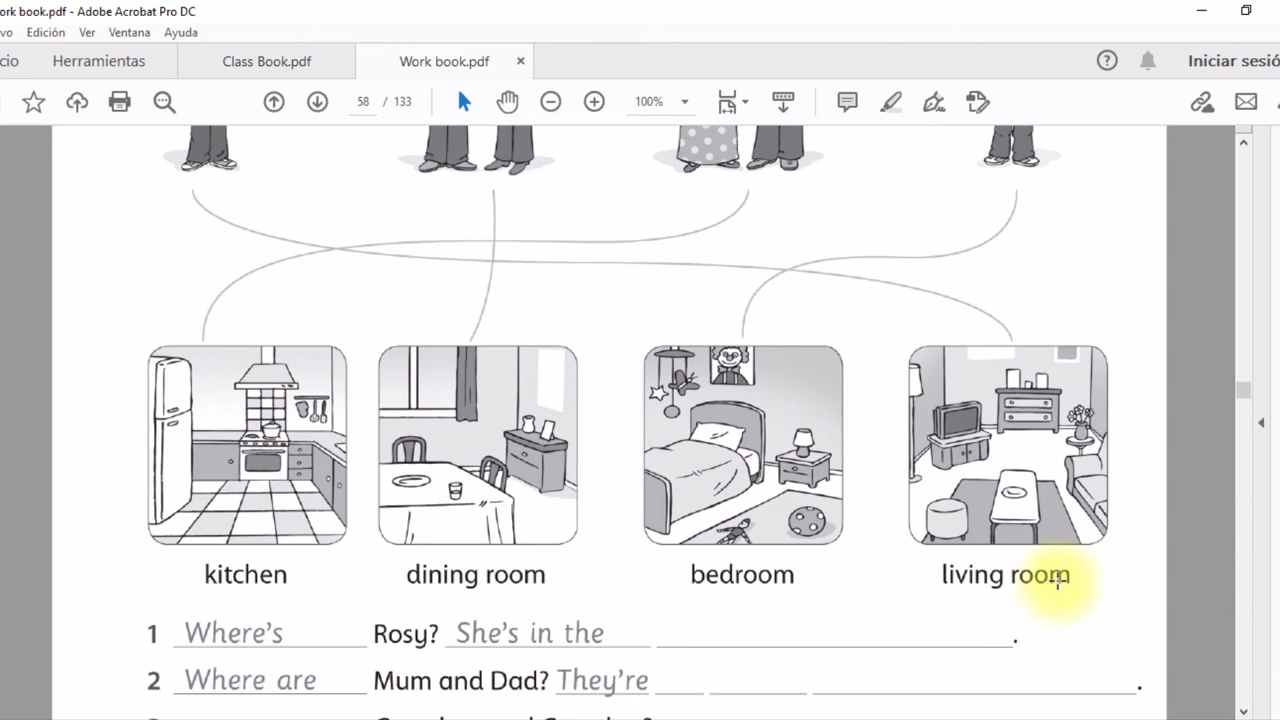 ork book.pdf - Adobe Acrobat Pro DC
vo Edición Ver Ventana Ayuda
cio Herramientas Class Book.pdf Work book.pdf × Iniciar sesió
58 / 133 100%
kitchen dining room bedroom living room
1 Where's Rosy? She's in the .
2 Where are Mum and Dad? They're .